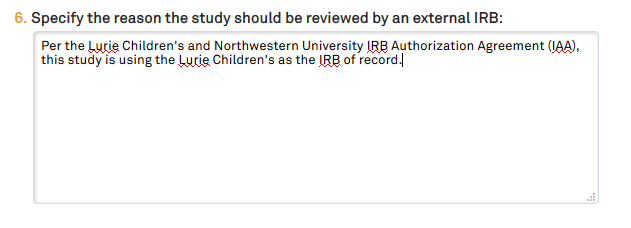 6. Specify the reason the study should be reviewed by an external IRB:
Per the Lurie Children's and Northwestern University IRB Authorization Agreement (IAA),
this study is using the Lurie Children's as the IRB of record.